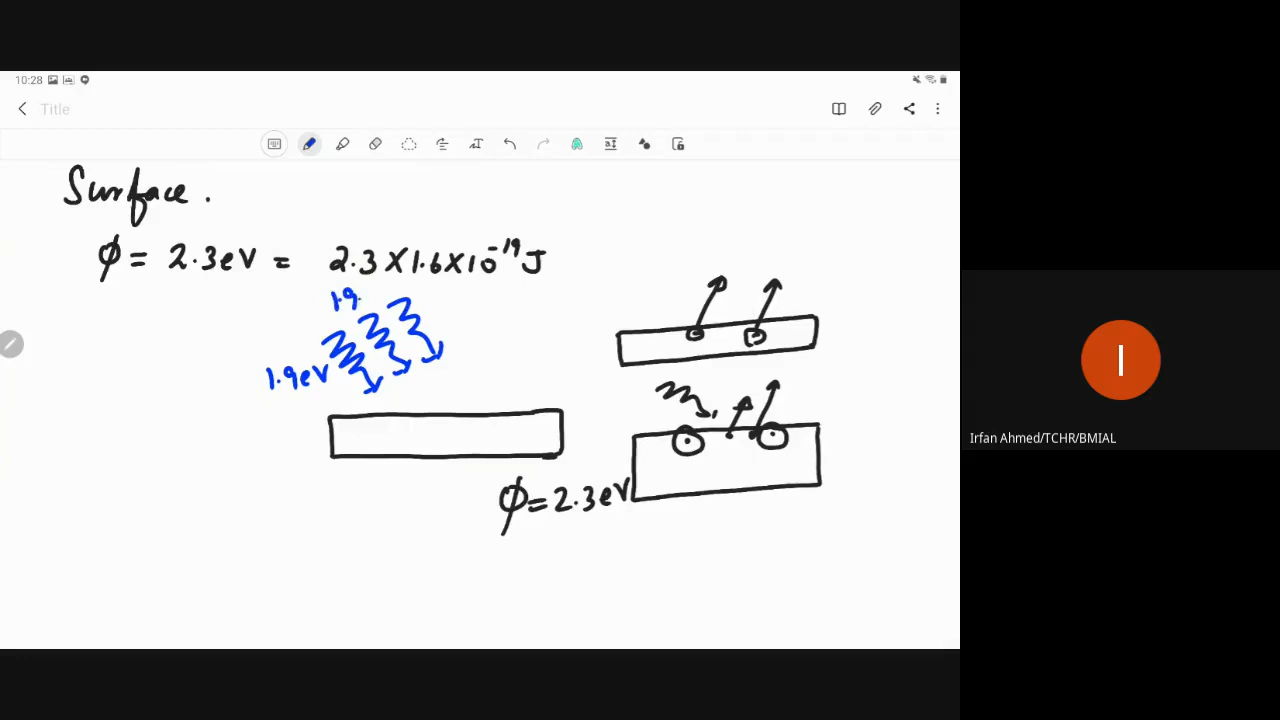 10:28
Title
Surface.
φ = 2.3eV = 2.3 X 1.6 X 10⁻¹⁹ J
1.9.
1.9eV
φ = 2.3eV
I
Irfan Ahmed/TCHR/BMIAL